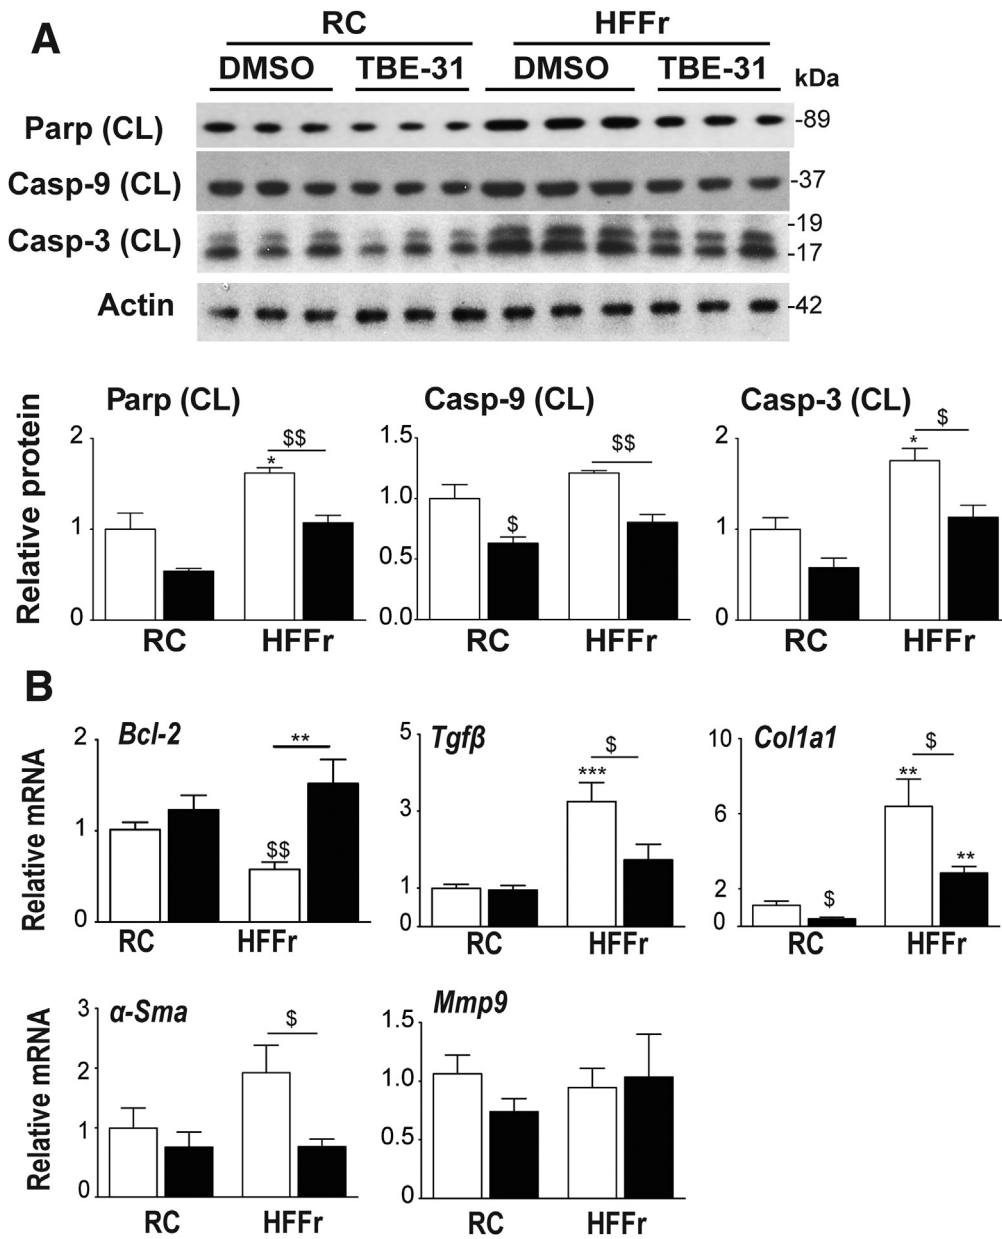 A
RC HFFr
DMSO TBE-31 DMSO TBE-31 kDa
Parp (CL) -89
Casp-9 (CL) -37
Casp-3 (CL) -19
-17
Actin -42
Relative protein
Parp (CL) Casp-9 (CL) Casp-3 (CL)
2 1.5 2
$$ $$ $
* *
1 1.0 1
$
0.5
0 0.0 0
RC HFFr RC HFFr RC HFFr
B
Relative mRNA
Bcl-2 Tgfβ Col1a1
2 5 10
** $ $
*** **
3 6
1 $$ **
1 2 $
0 0 0
RC HFFr RC HFFr RC HFFr
Relative mRNA
α-Sma Mmp9
3 1.5
$
2 1.0
1 0.5
0 0
RC HFFr RC HFFr